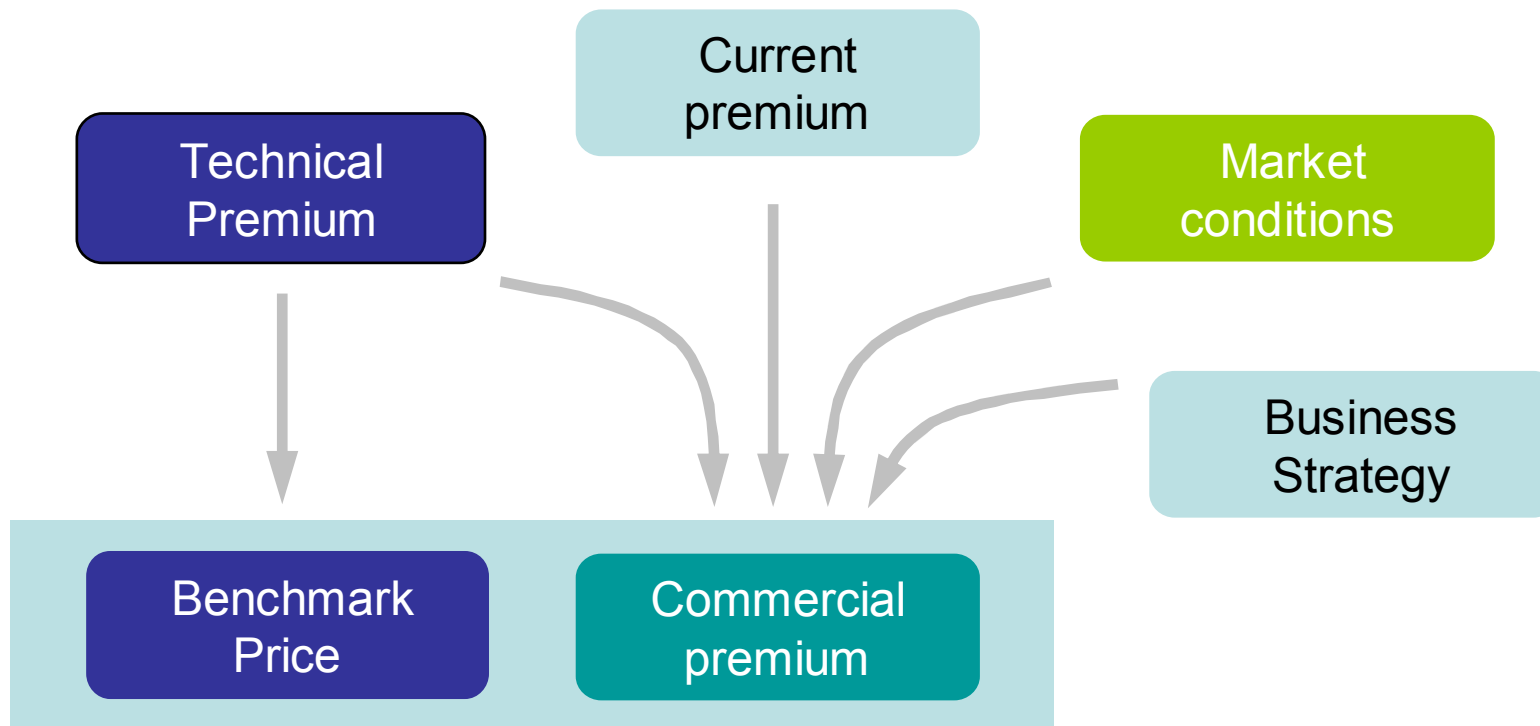 Current
premium
Technical
Premium
Market
conditions
Business
Strategy
Benchmark
Price
Commercial
premium